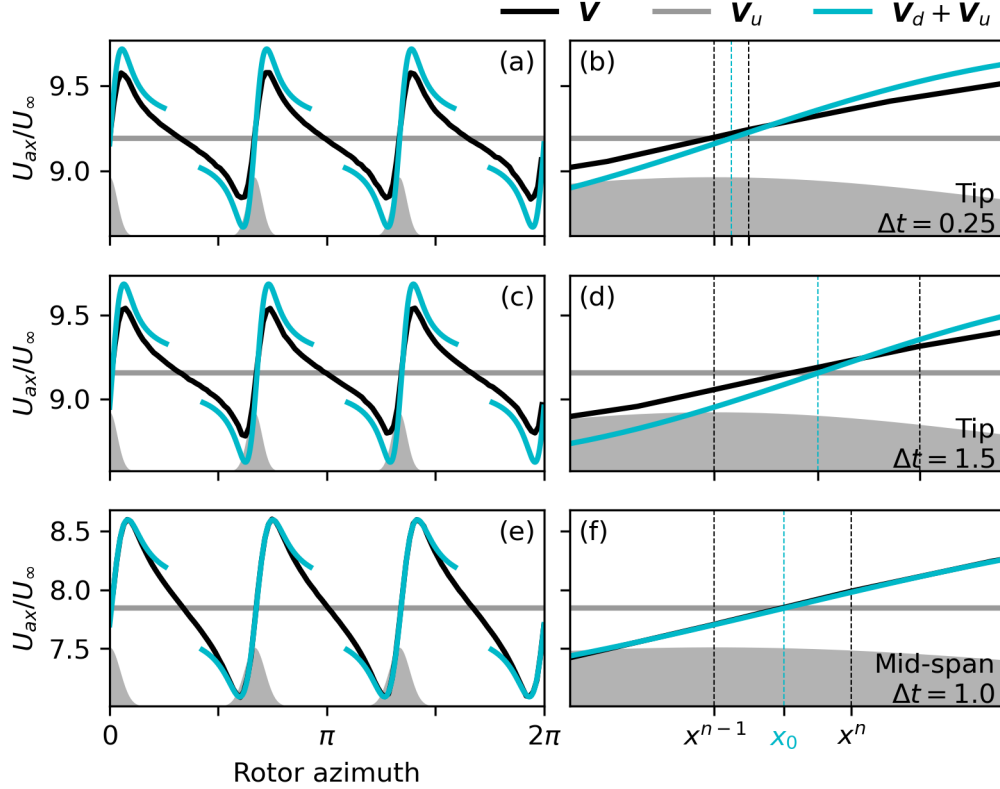 V V_u V_d + V_u
(a) (b)
U_ax/U_∞
9.5
9.0
Tip
Δt = 0.25
(c) (d)
U_ax/U_∞
9.5
9.0
Tip
Δt = 1.5
(e) (f)
U_ax/U_∞
8.5
8.0
7.5
Mid-span
Δt = 1.0
0 π 2π
x^{n−1} x_0 x^n
Rotor azimuth